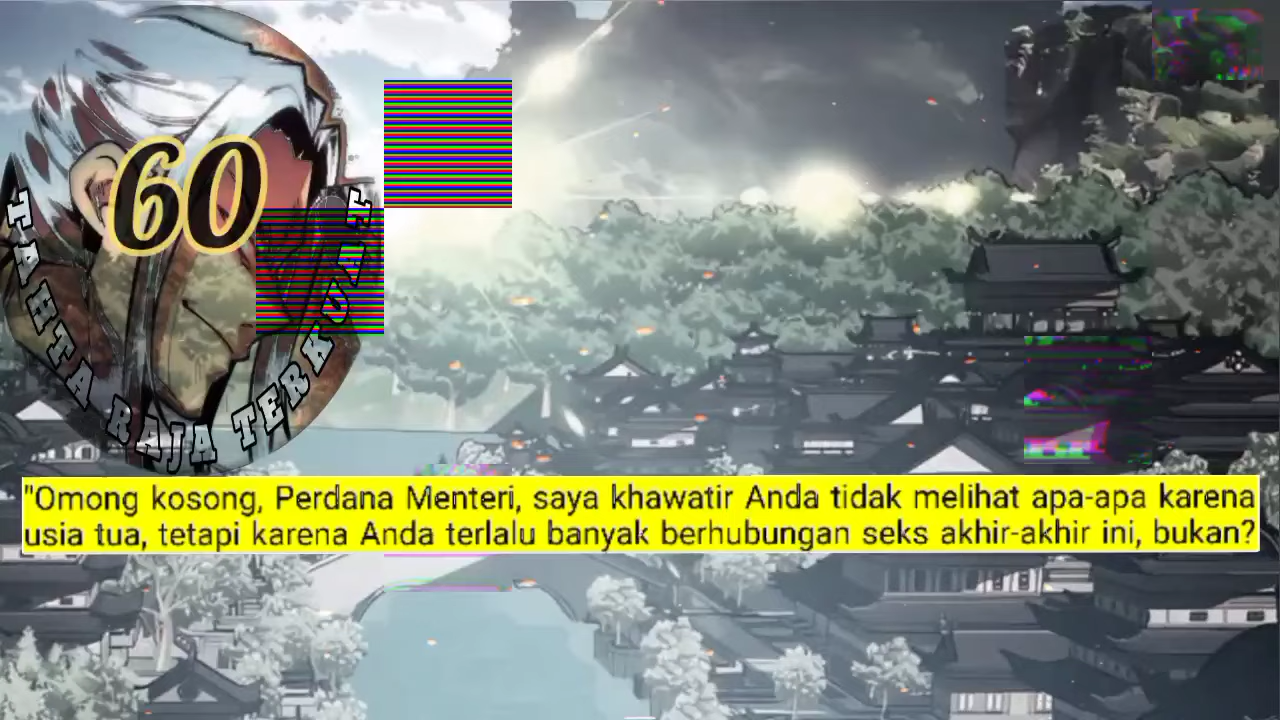 60
TAHTA RAJA TERKUAT
"Omong kosong, Perdana Menteri, saya khawatir Anda tidak melihat apa-apa karena
usia tua, tetapi karena Anda terlalu banyak berhubungan seks akhir-akhir ini, bukan?